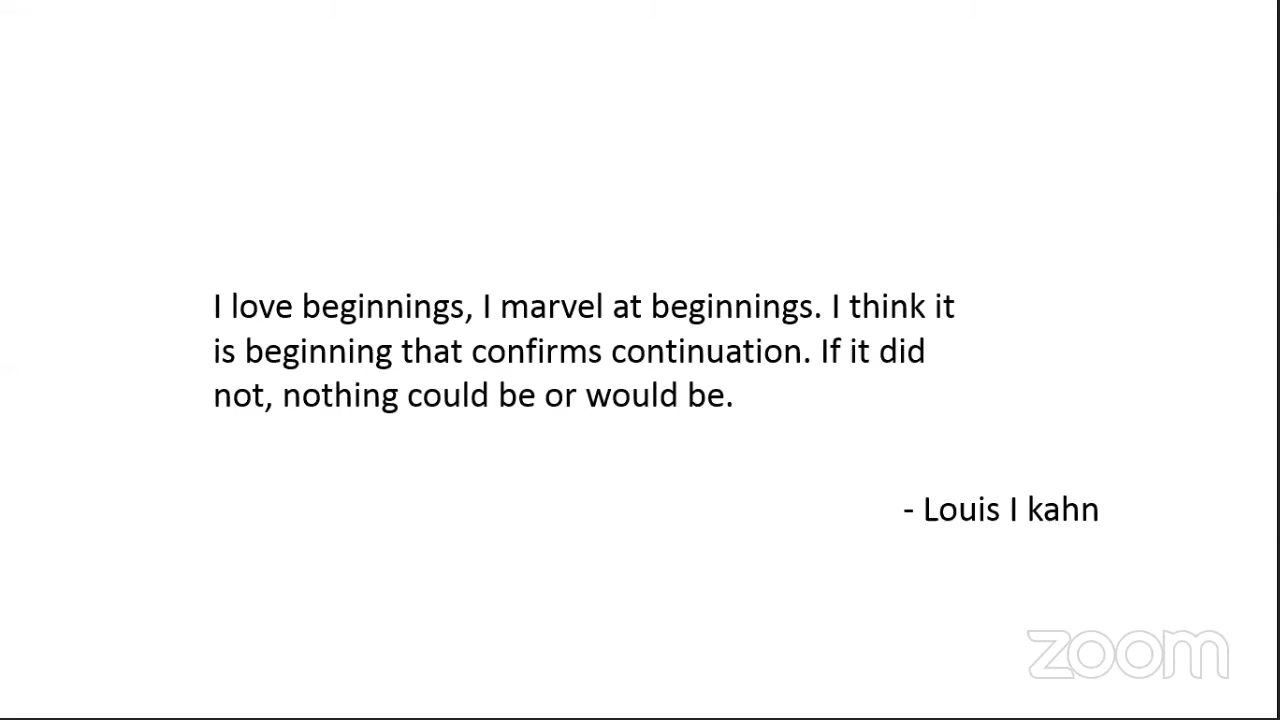 I love beginnings, I marvel at beginnings. I think it
is beginning that confirms continuation. If it did
not, nothing could be or would be.
- Louis I kahn
zoom